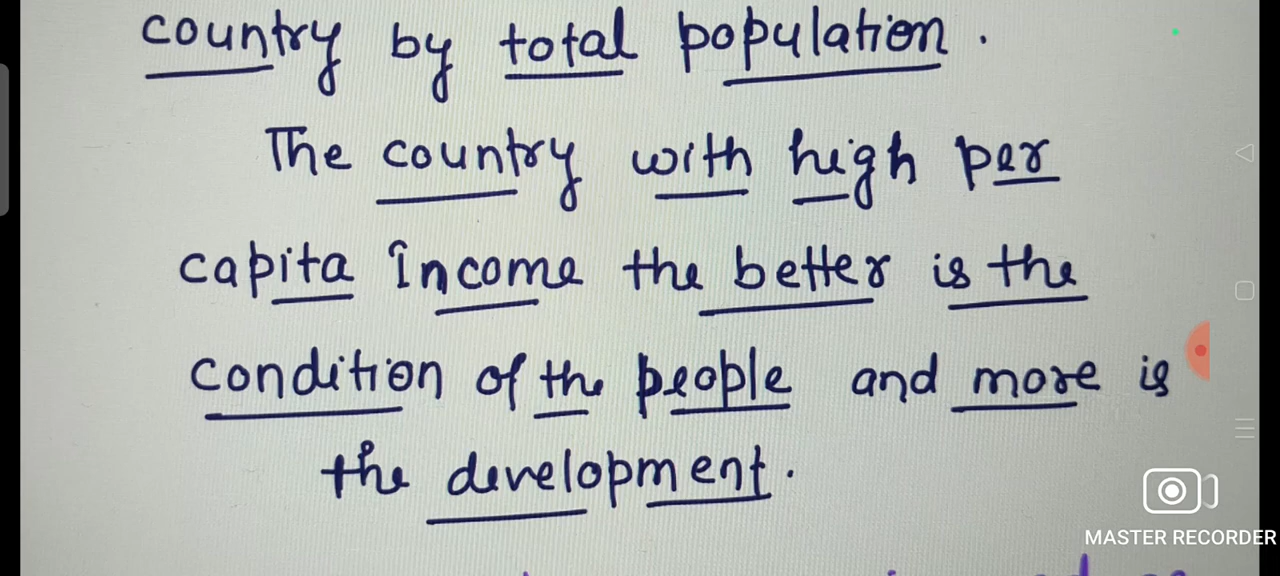 country by total population.
The country with high per
capita Income the better is the
condition of the people and more is
the development.
MASTER RECORDER